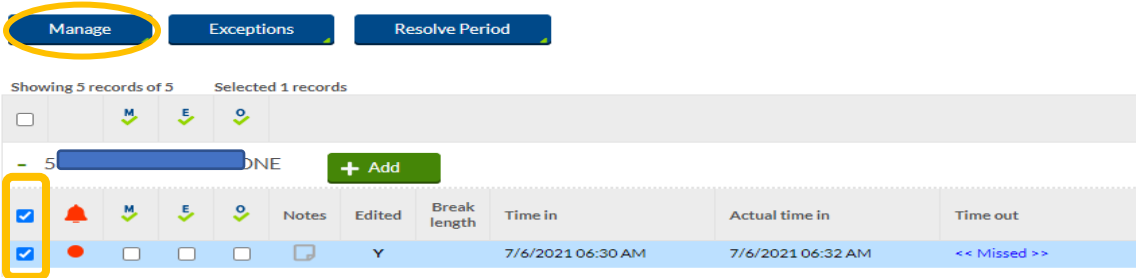 Manage Exceptions Resolve Period
Showing 5 records of 5 Selected 1 records
M E O
- 5 ONE + Add
M E O Notes Edited Break length Time in Actual time in Time out
Y 7/6/2021 06:30 AM 7/6/2021 06:32 AM << Missed >>